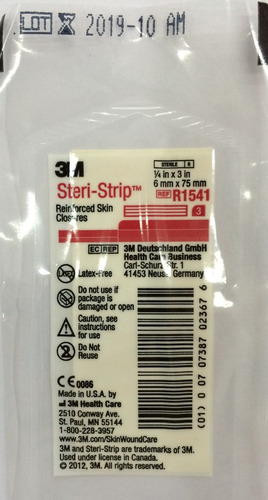 LOT 2019-10 AM
3M
STERILE R
Steri-Strip™
Reinforced Skin
Closures
¼ in x 3 in
6 mm x 75 mm
REF R1541
3
EC REP 3M Deutschland GmbH
Health Care Business
Carl-Schurz-Str. 1
41453 Neuss, Germany
Latex-Free
Do not use if
package is
damaged or open
Caution, see
instructions
for use
Do Not
Reuse
CE 0086
Made in U.S.A. by
3M Health Care
2510 Conway Ave.
St. Paul, MN 55144
1-800-228-3957
www.3M.com/SkinWoundCare
3M and Steri-Strip are trademarks of 3M.
Used under license in Canada.
© 2012, 3M. All rights reserved.
(01) 0 07 07387 02367 6